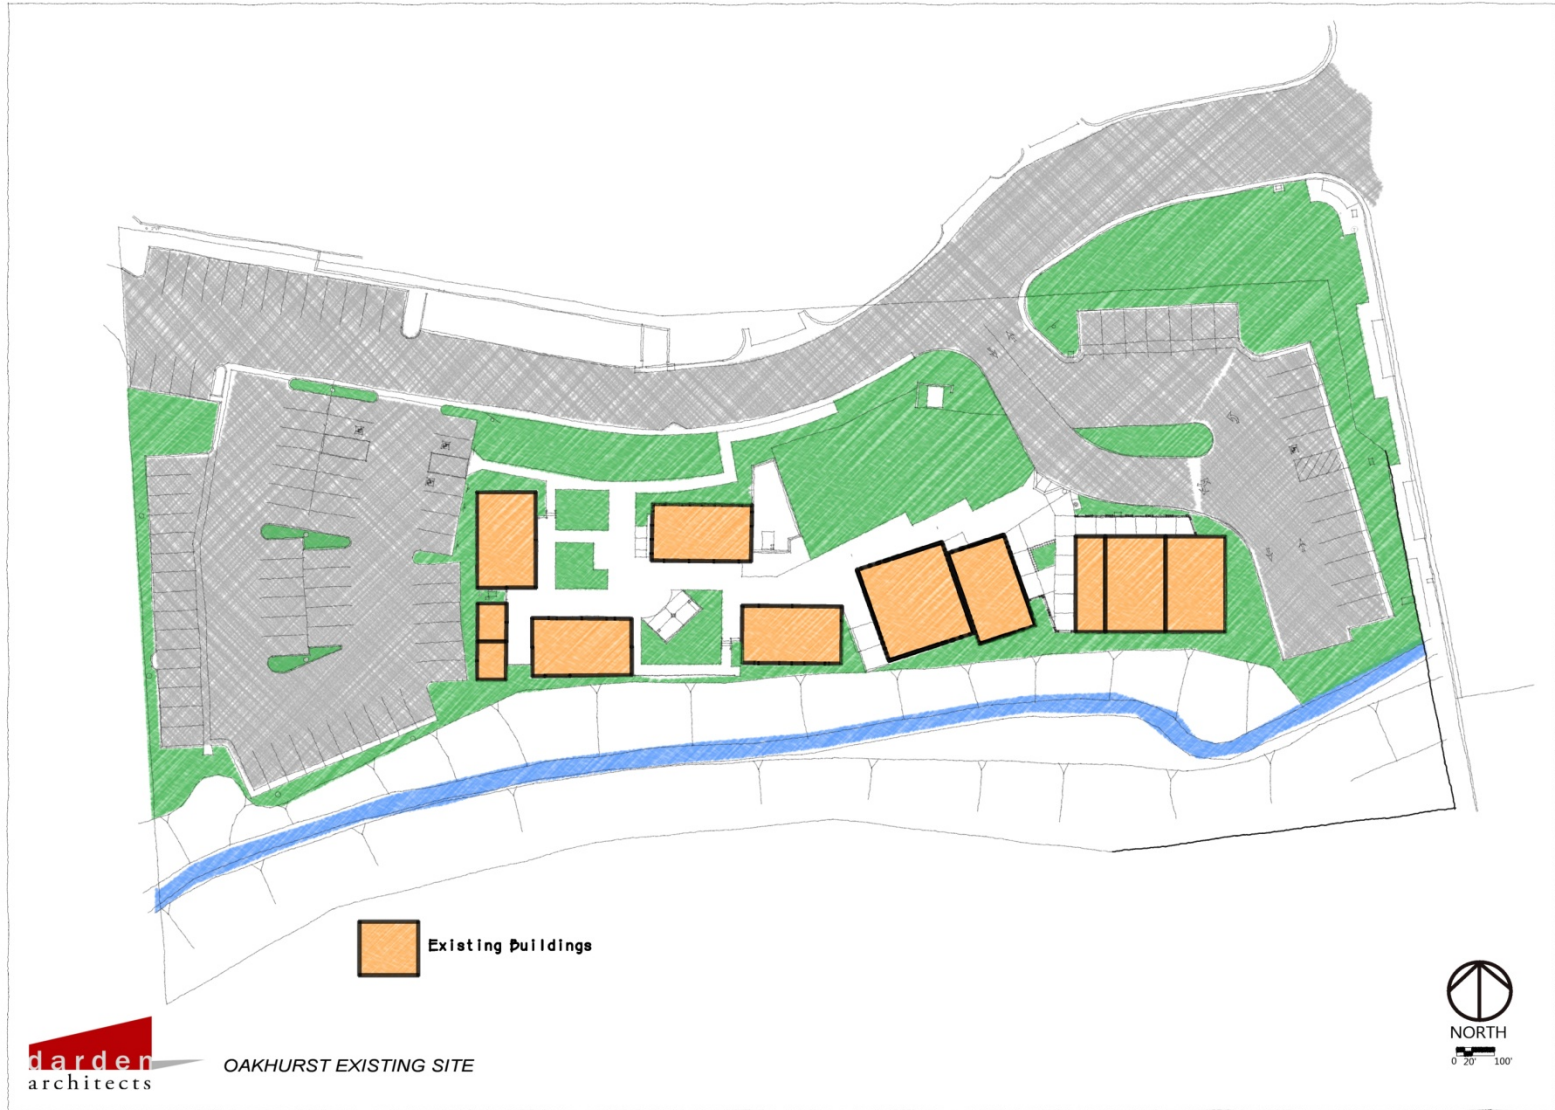 Existing Buildings
darden
architects
OAKHURST EXISTING SITE
NORTH
0 20' 100'